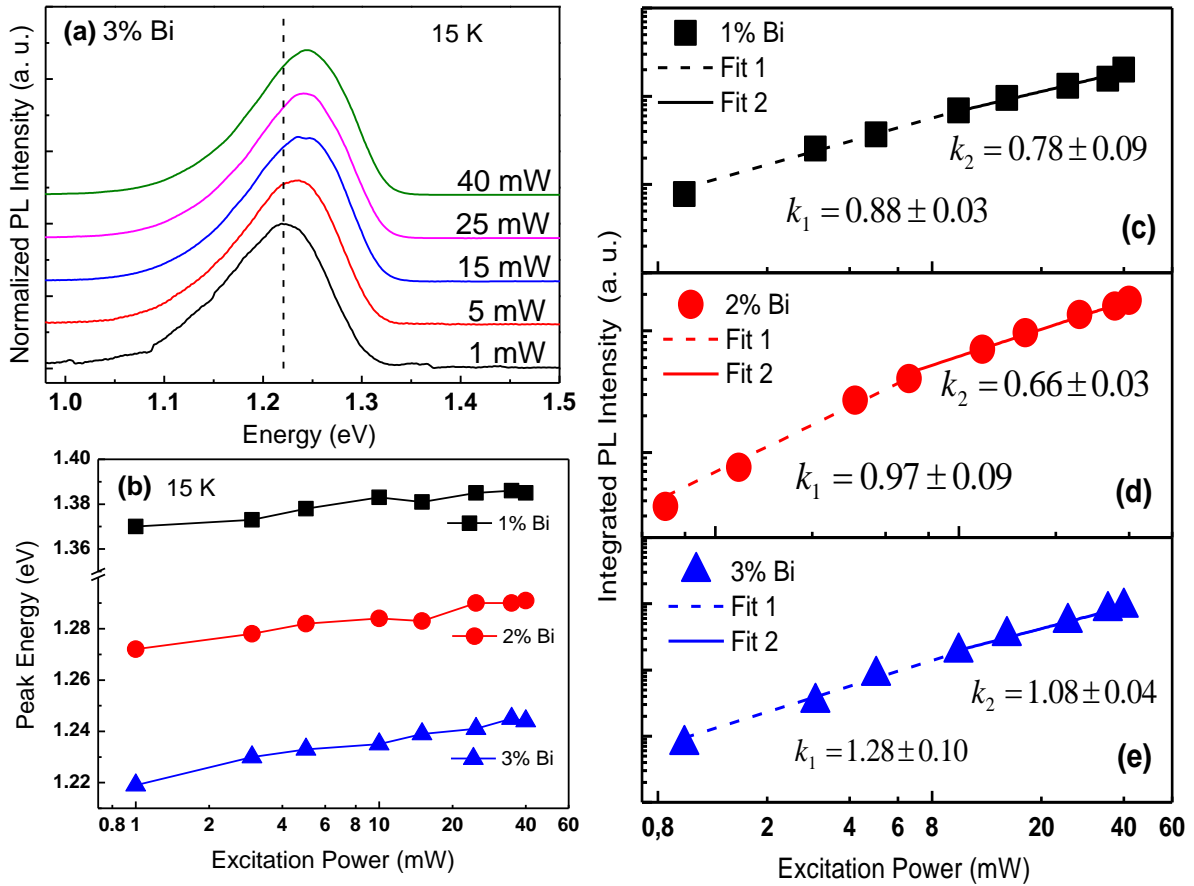 (a) 3% Bi 15 K
40 mW
25 mW
15 mW
5 mW
1 mW
Normalized PL Intensity (a. u.)
1.0 1.1 1.2 1.3 1.4 1.5
Energy (eV)
(b) 15 K
1.40
1.38
1.36
1.28
1.26
1.24
1.22
1% Bi
2% Bi
3% Bi
Peak Energy (eV)
0.8 1 2 4 6 8 10 20 40 60
Excitation Power (mW)
Integrated PL Intensity (a. u.)
1% Bi
Fit 1
Fit 2
k2 = 0.78 ± 0.09
k1 = 0.88 ± 0.03
(c)
2% Bi
Fit 1
Fit 2
k2 = 0.66 ± 0.03
k1 = 0.97 ± 0.09
(d)
3% Bi
Fit 1
Fit 2
k2 = 1.08 ± 0.04
k1 = 1.28 ± 0.10
(e)
0,8 2 4 6 8 20 40 60
Excitation Power (mW)